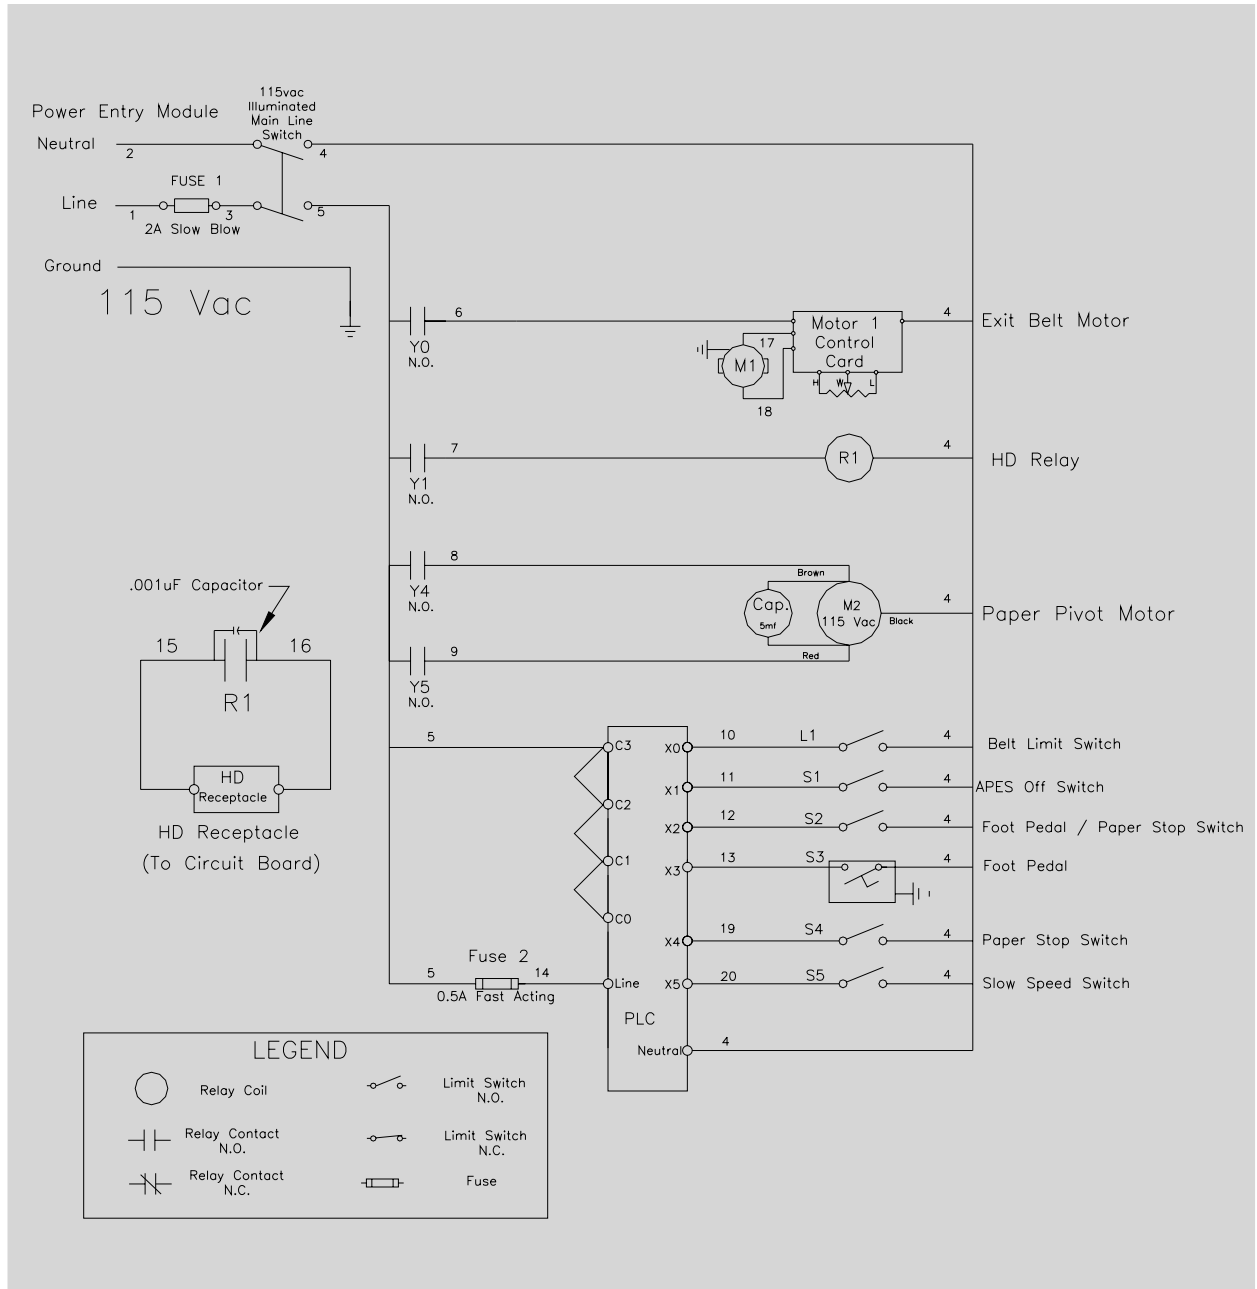 115vac
Illuminated
Main Line
Switch
Power Entry Module
Neutral
2
4
FUSE 1
Line
1
3
5
2A Slow Blow
Ground
115 Vac
6
Y0
N.O.
17
M1
18
Motor 1
Control
Card
H
W
L
4
Exit Belt Motor
7
Y1
N.O.
R1
4
HD Relay
8
Y4
N.O.
Brown
Cap.
5mf
M2
115 Vac
Black
4
Paper Pivot Motor
Red
9
Y5
N.O.
.001uF Capacitor
15
16
R1
HD
Receptacle
HD Receptacle
(To Circuit Board)
5
C3
X0
10
L1
4
Belt Limit Switch
X1
11
S1
4
APES Off Switch
C2
X2
12
S2
4
Foot Pedal / Paper Stop Switch
C1
X3
13
S3
4
Foot Pedal
C0
X4
19
S4
4
Paper Stop Switch
Fuse 2
5
14
0.5A Fast Acting
Line
X5
20
S5
4
Slow Speed Switch
PLC
Neutral
4
LEGEND
Relay Coil
Limit Switch
N.O.
Relay Contact
N.O.
Limit Switch
N.C.
Relay Contact
N.C.
Fuse